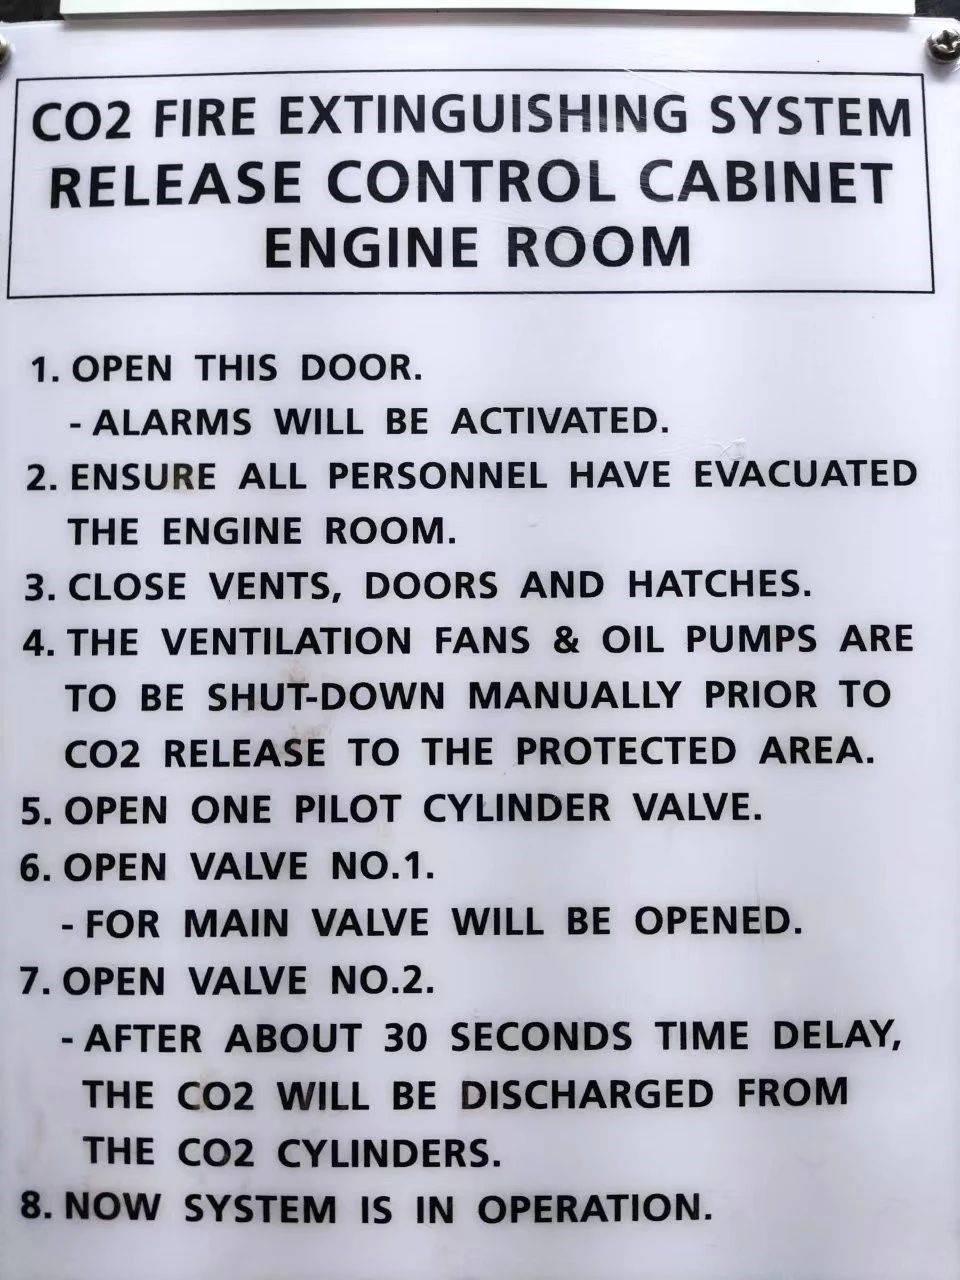 CO2 FIRE EXTINGUISHING SYSTEM
RELEASE CONTROL CABINET
ENGINE ROOM
1. OPEN THIS DOOR.
- ALARMS WILL BE ACTIVATED.
2. ENSURE ALL PERSONNEL HAVE EVACUATED
THE ENGINE ROOM.
3. CLOSE VENTS, DOORS AND HATCHES.
4. THE VENTILATION FANS & OIL PUMPS ARE
TO BE SHUT-DOWN MANUALLY PRIOR TO
CO2 RELEASE TO THE PROTECTED AREA.
5. OPEN ONE PILOT CYLINDER VALVE.
6. OPEN VALVE NO.1.
- FOR MAIN VALVE WILL BE OPENED.
7. OPEN VALVE NO.2.
- AFTER ABOUT 30 SECONDS TIME DELAY,
THE CO2 WILL BE DISCHARGED FROM
THE CO2 CYLINDERS.
8. NOW SYSTEM IS IN OPERATION.